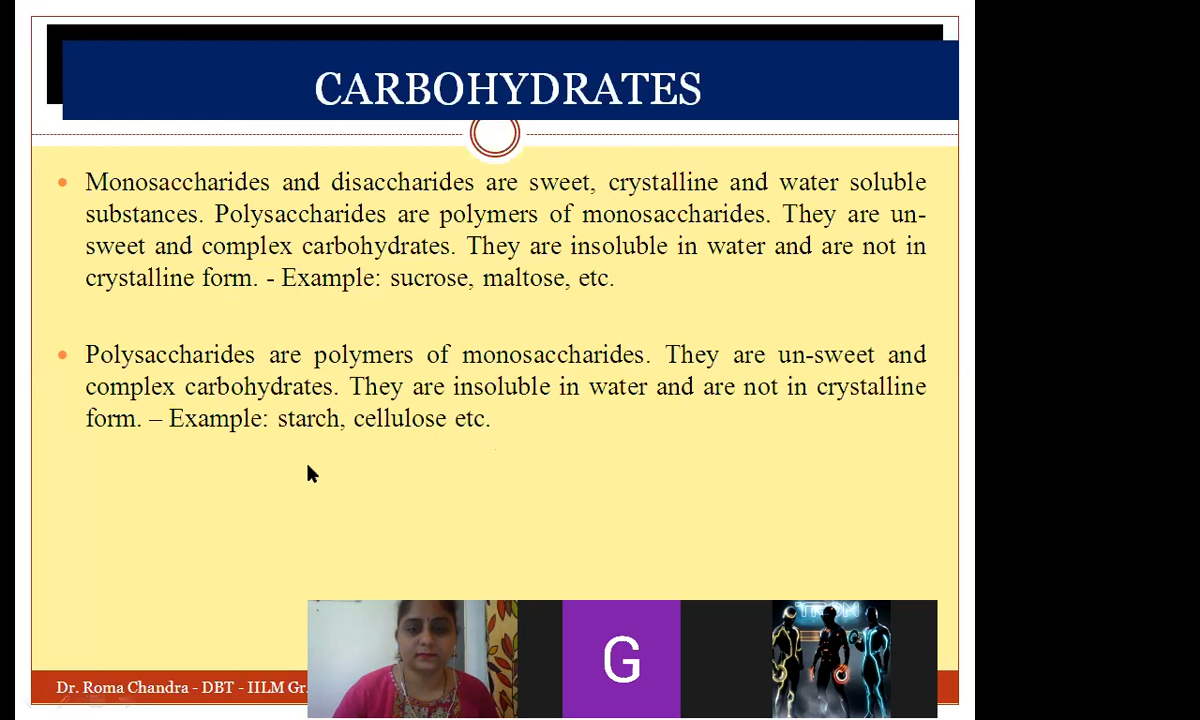 CARBOHYDRATES
Monosaccharides and disaccharides are sweet, crystalline and water soluble
substances. Polysaccharides are polymers of monosaccharides. They are un-
sweet and complex carbohydrates. They are insoluble in water and are not in
crystalline form. - Example: sucrose, maltose, etc.
Polysaccharides are polymers of monosaccharides. They are un-sweet and
complex carbohydrates. They are insoluble in water and are not in crystalline
form. – Example: starch, cellulose etc.
TRON
G
Dr. Roma Chandra - DBT - IILM Gr.